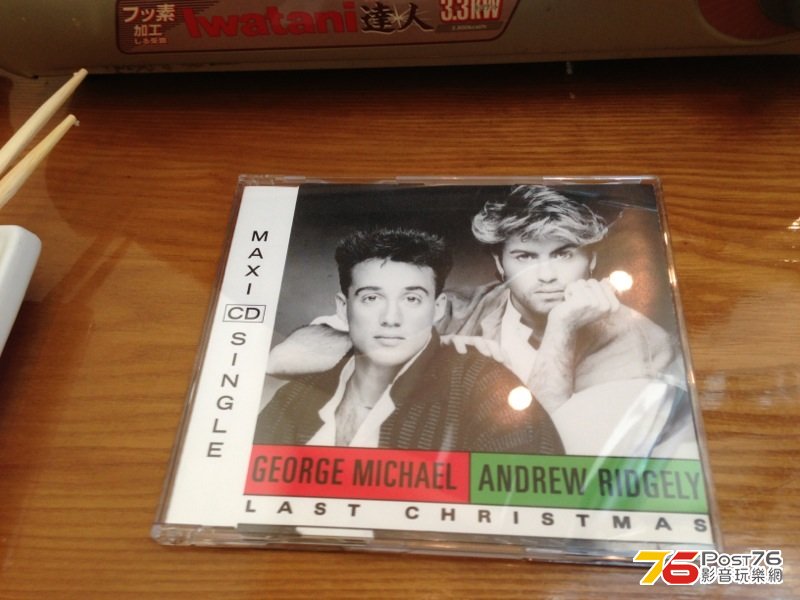 フッ素
加工
Iwatani 達人 3.3kW
MAXI CD SINGLE
GEORGE MICHAEL ANDREW RIDGELY
LAST CHRISTMAS
76 POST76
影音玩樂網